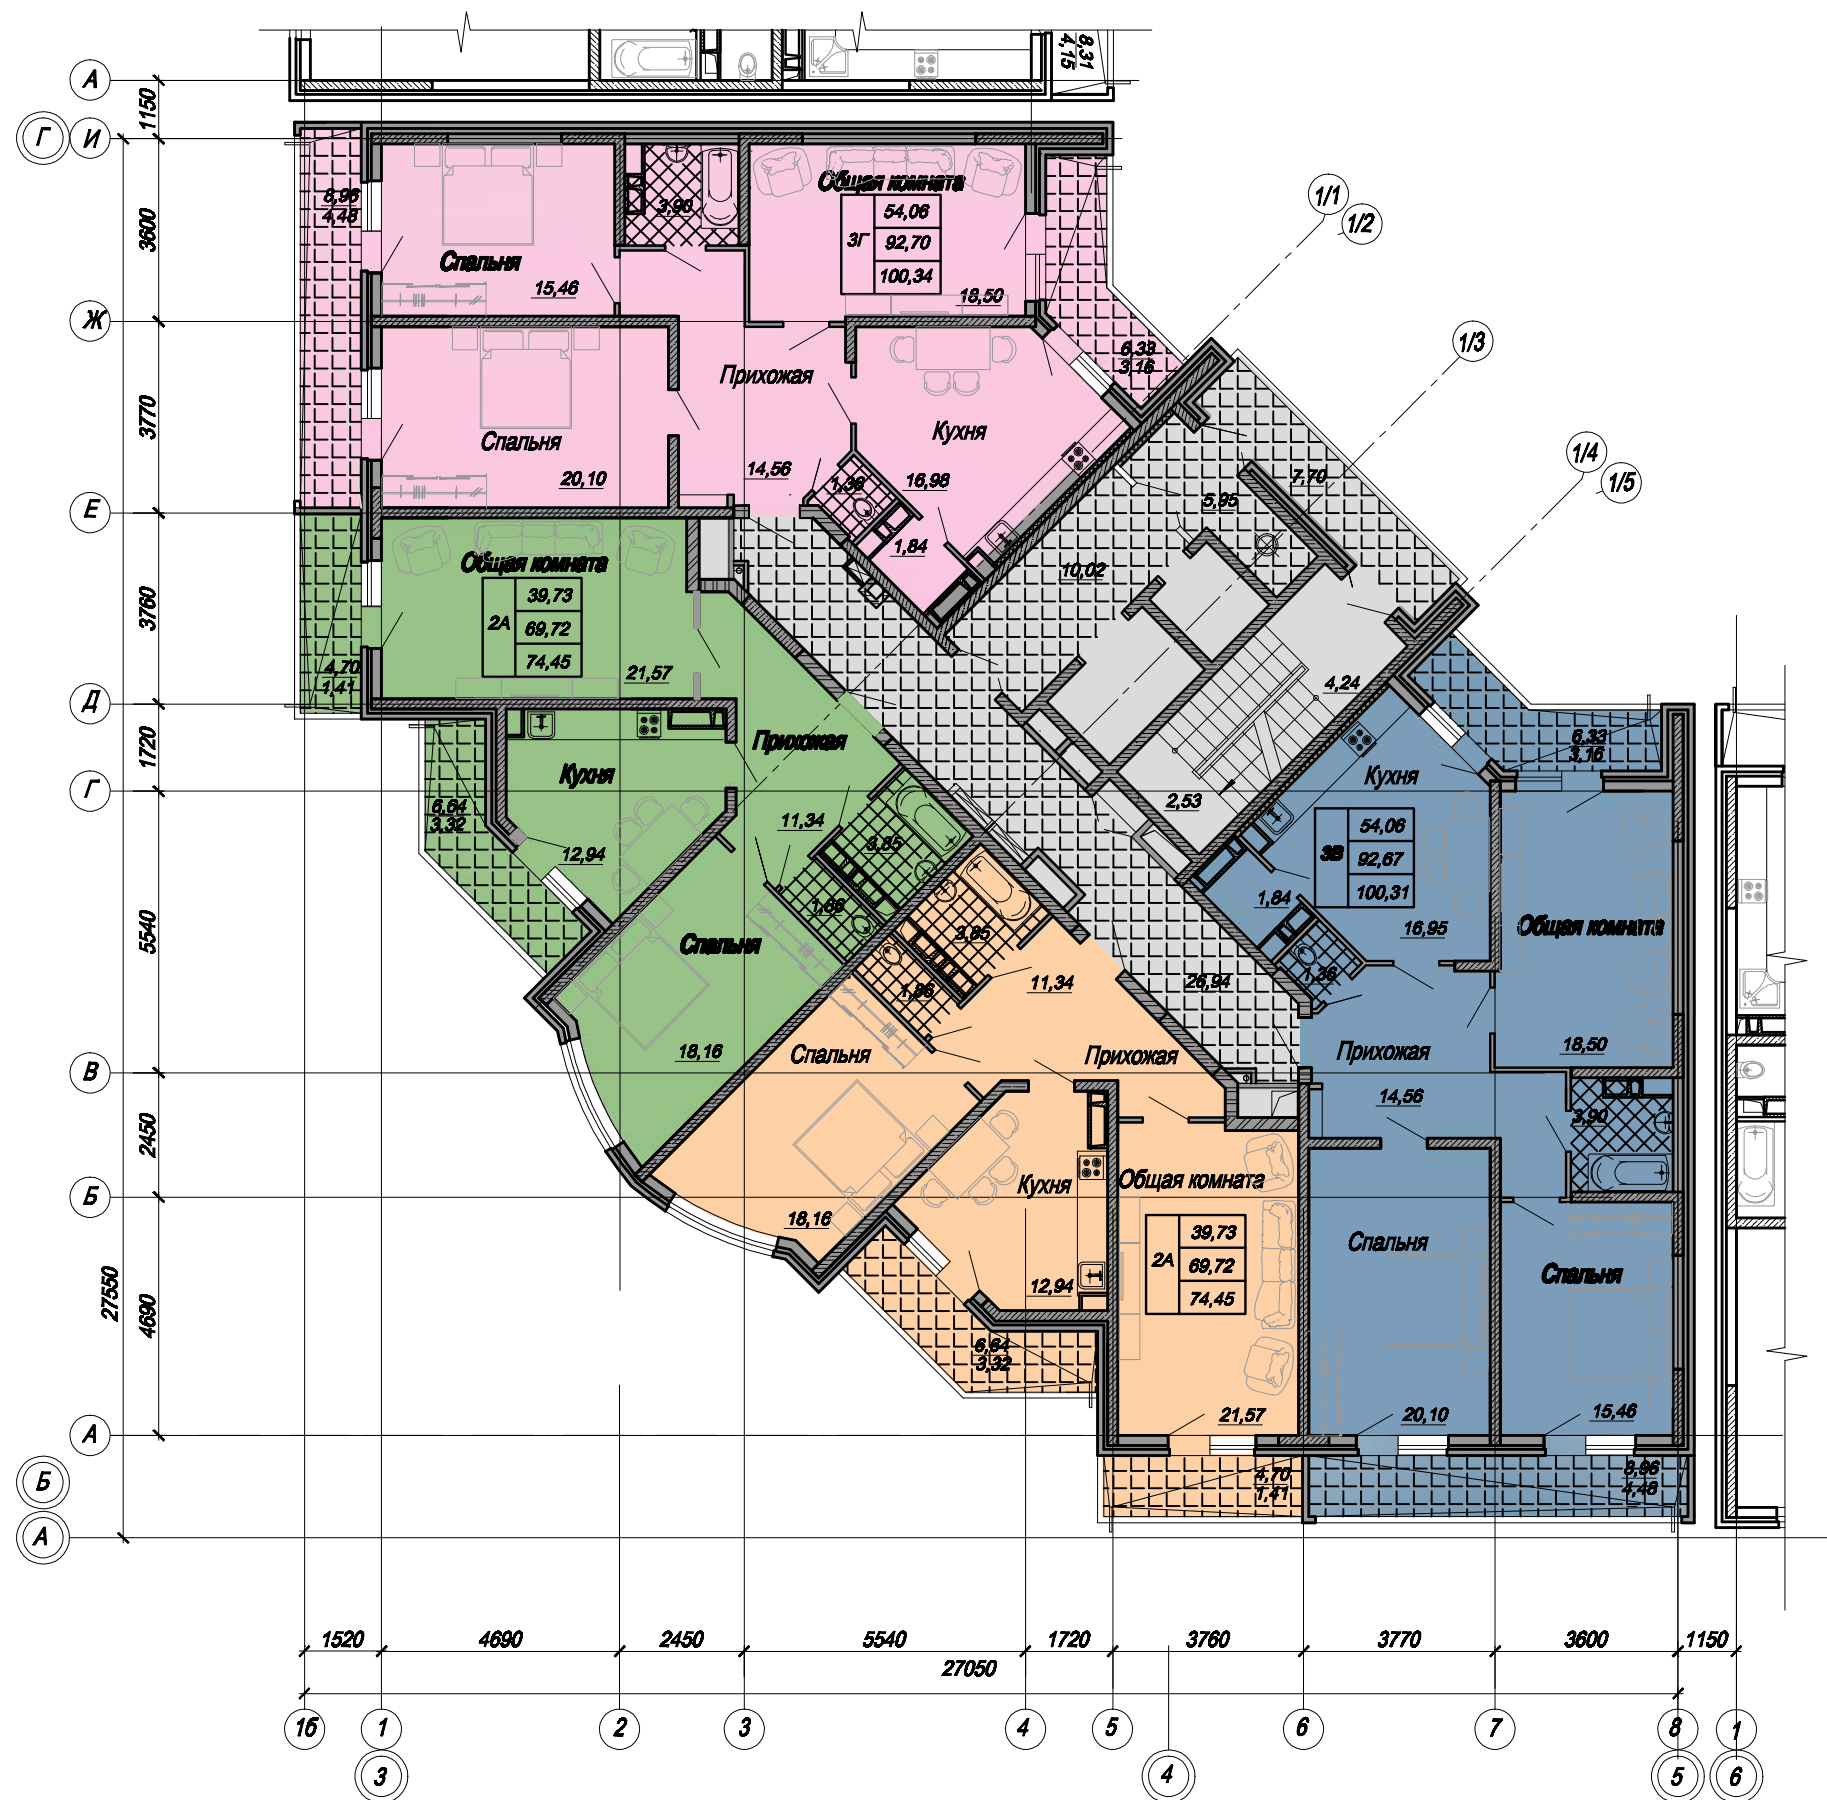 8,31
4,15
А
1150
Г
И
1/1
1/2
8,96
4,48
3600
3,90
Общая комната
3Г
54,06
92,70
100,34
Спальня
15,46
18,50
Ж
1/3
6,33
3,16
Прихожая
3770
Спальня
Кухня
1/4
1/5
14,56
20,10
1,36
16,98
7,70
5,95
Е
1,84
Общая комната
10,02
3760
2А
39,73
69,72
74,45
4,70
1,41
21,57
4,24
Д
1720
Прихожая
6,33
3,16
Кухня
Кухня
Г
6,64
3,32
2,53
11,34
3В
54,06
92,67
100,31
12,94
3,85
1,84
1,86
5540
Спальня
3,85
16,95
Общая комната
1,36
11,34
26,94
1,86
18,16
Спальня
Прихожая
Прихожая
18,50
В
14,56
3,90
2450
Кухня
Общая комната
Б
18,16
2А
39,73
69,72
74,45
Спальня
Спальня
12,94
27550
4690
6,64
3,32
21,57
20,10
15,46
А
4,70
1,41
8,96
4,48
Б
А
1520
4690
2450
5540
1720
3760
3770
3600
1150
27050
1б
1
2
3
4
5
6
7
8
1
3
4
5
6